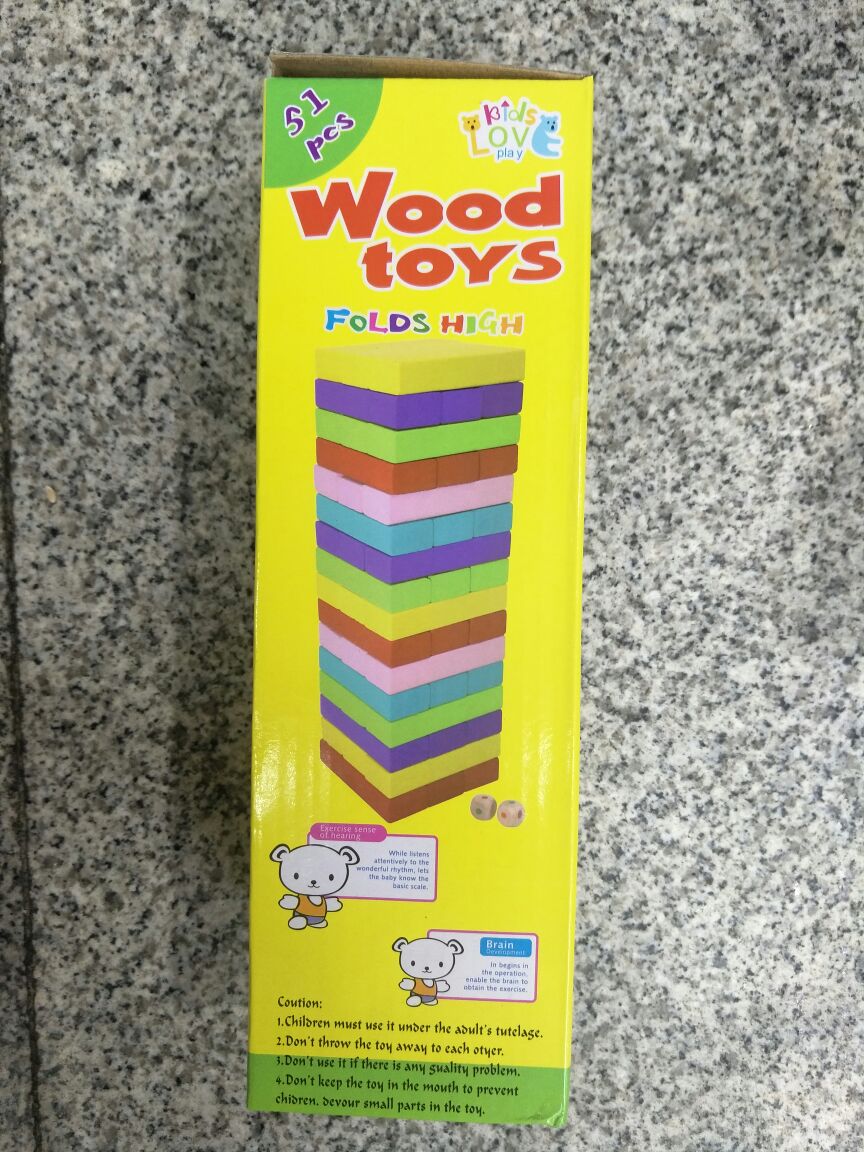 51
pcs
kids
LOVE
play
Wood
toys
FOLDS HIGH
Exercise sense
of hearing
While listens
attentively to the
wonderful rhythm, lets
the baby know the
basic scale.
Brain
Development
In begins in
the operation,
enable the brain to
obtain the exercise.
Coution:
1.Children must use it under the adult's tutelage.
2.Don't throw the toy away to each otyer.
3.Don't use it if there is any guality problem.
4.Don't keep the toy in the mouth to prevent
chidren. devour small parts in the toy.